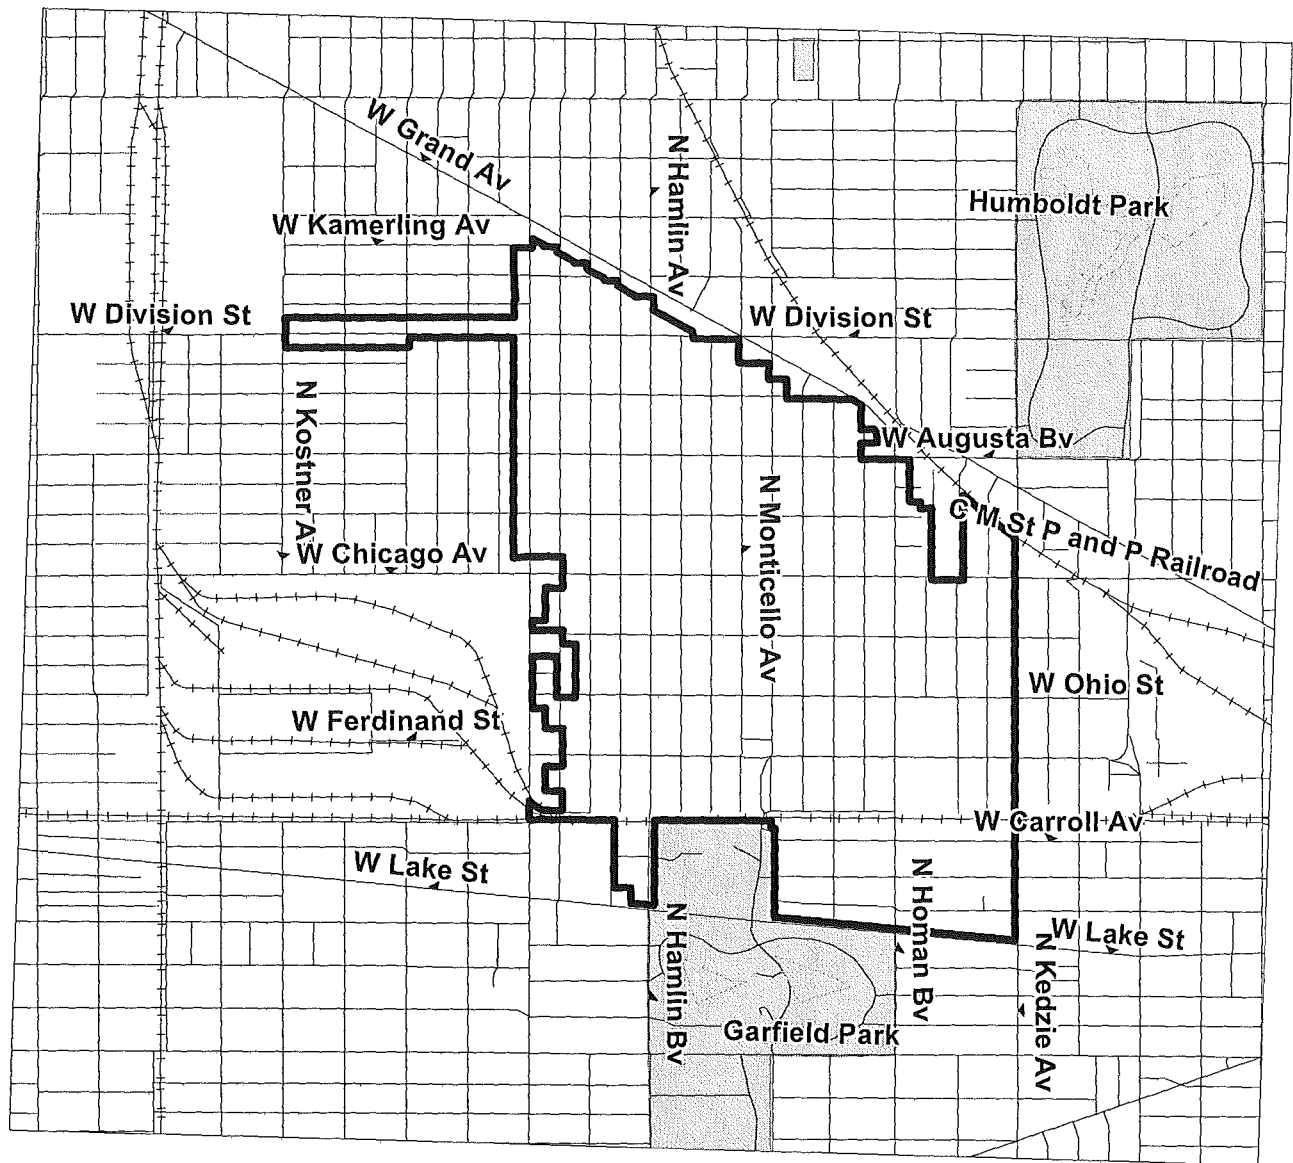 W Grand Av
N Hamlin Av
Humboldt Park
W Kamerling Av
W Division St
W Division St
N Kostner Av
W Augusta Bv
N Monticello Av
C M St P and P Railroad
W Chicago Av
W Ohio St
W Ferdinand St
W Carroll Av
W Lake St
N Homan Bv
N Hamlin Bv
W Lake St
N Kedzie Av
Garfield Park